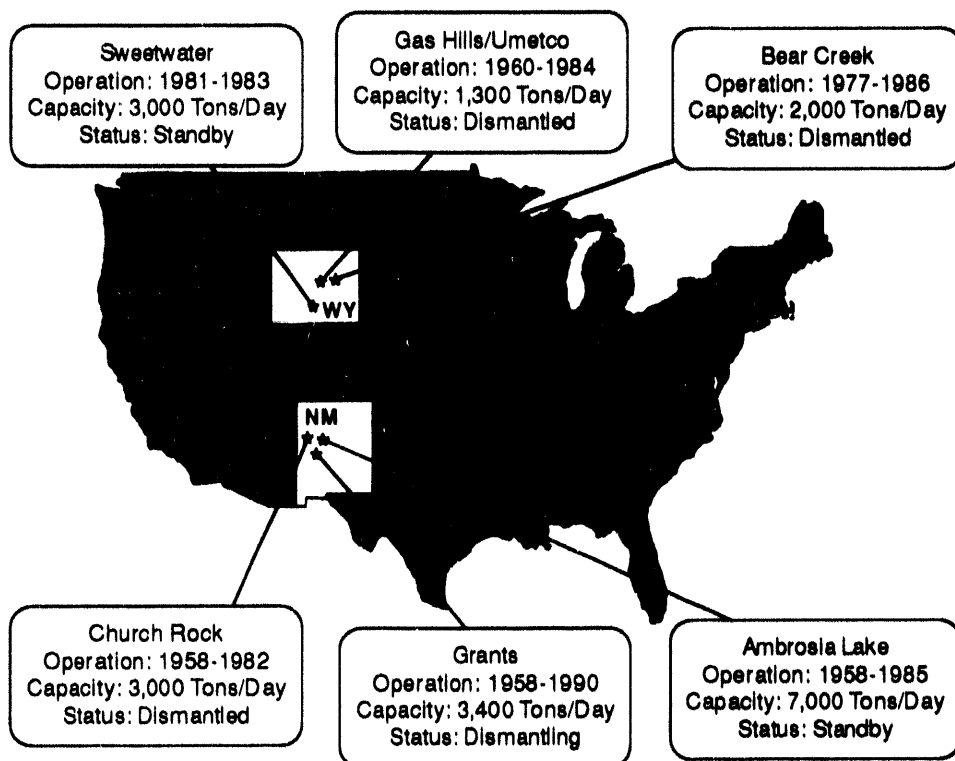 Sweetwater
Operation: 1981-1983
Capacity: 3,000 Tons/Day
Status: Standby
Gas Hills/Umetco
Operation: 1960-1984
Capacity: 1,300 Tons/Day
Status: Dismantled
Bear Creek
Operation: 1977-1986
Capacity: 2,000 Tons/Day
Status: Dismantled
WY
NM
Church Rock
Operation: 1958-1982
Capacity: 3,000 Tons/Day
Status: Dismantled
Grants
Operation: 1958-1990
Capacity: 3,400 Tons/Day
Status: Dismantling
Ambrosia Lake
Operation: 1958-1985
Capacity: 7,000 Tons/Day
Status: Standby